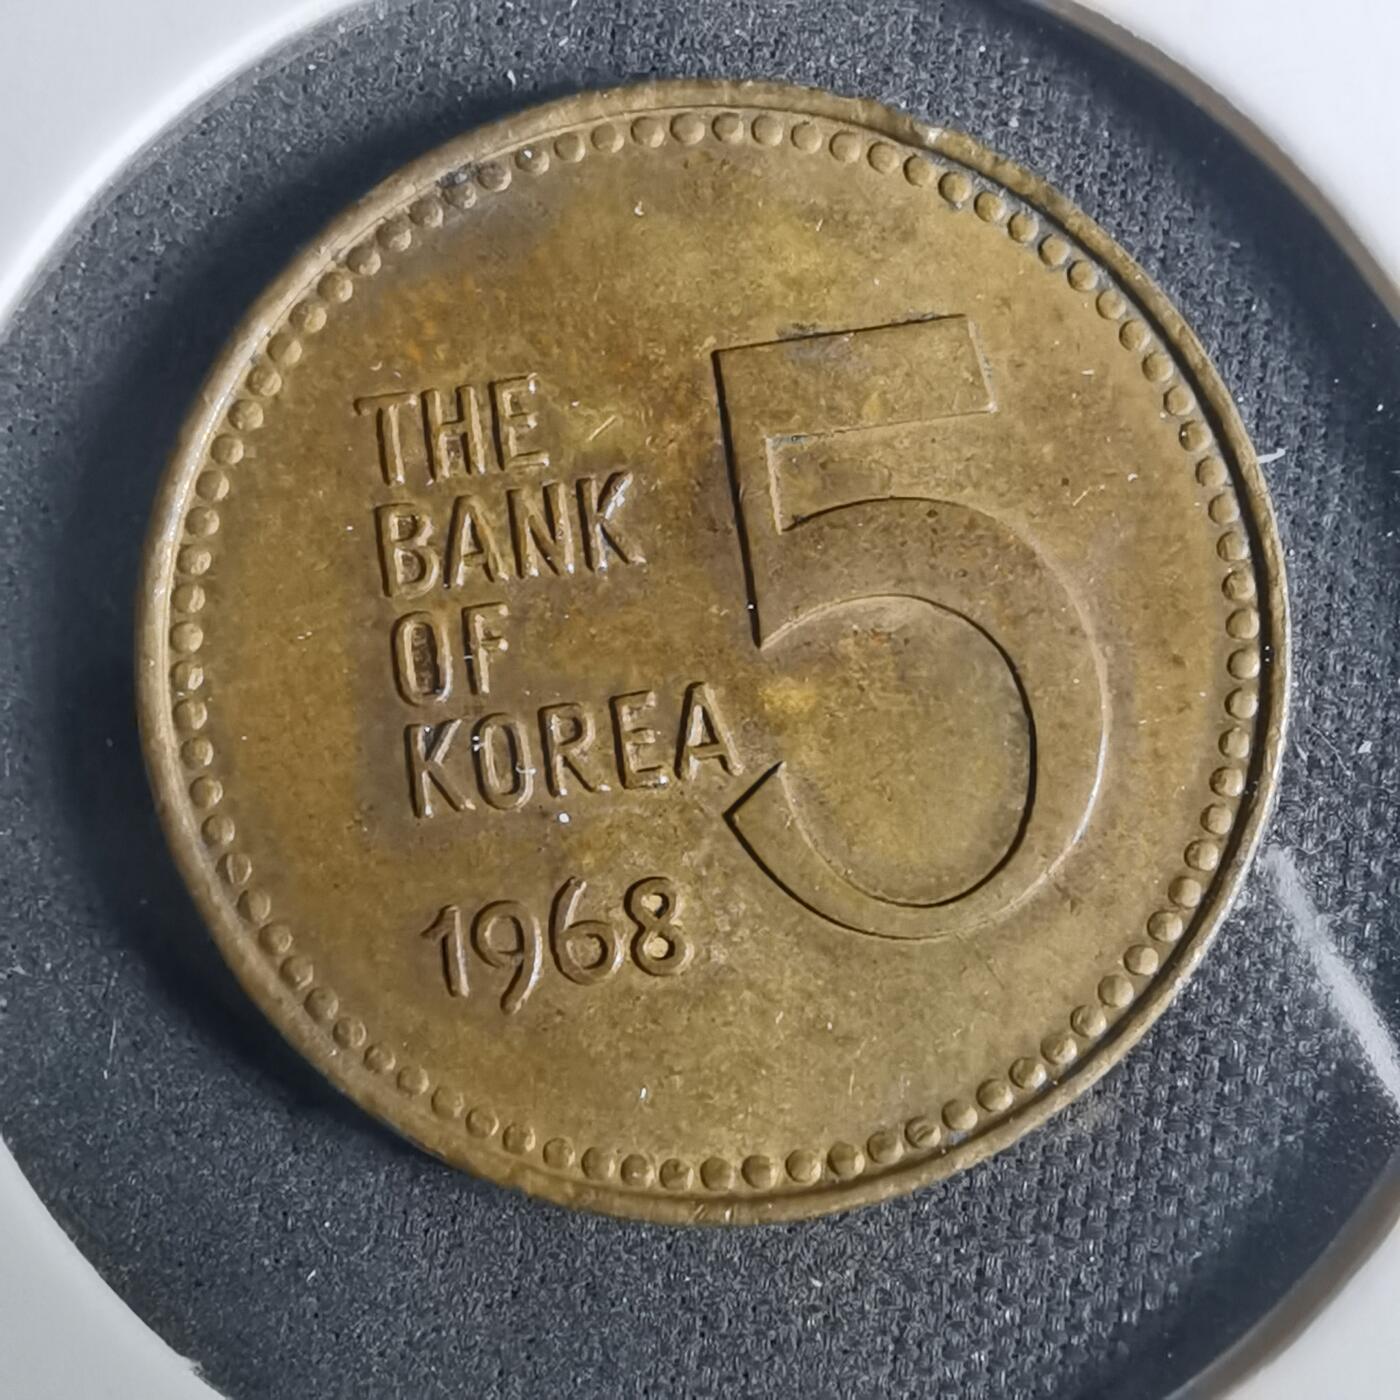 THE
BANK
OF
KOREA
1968
5